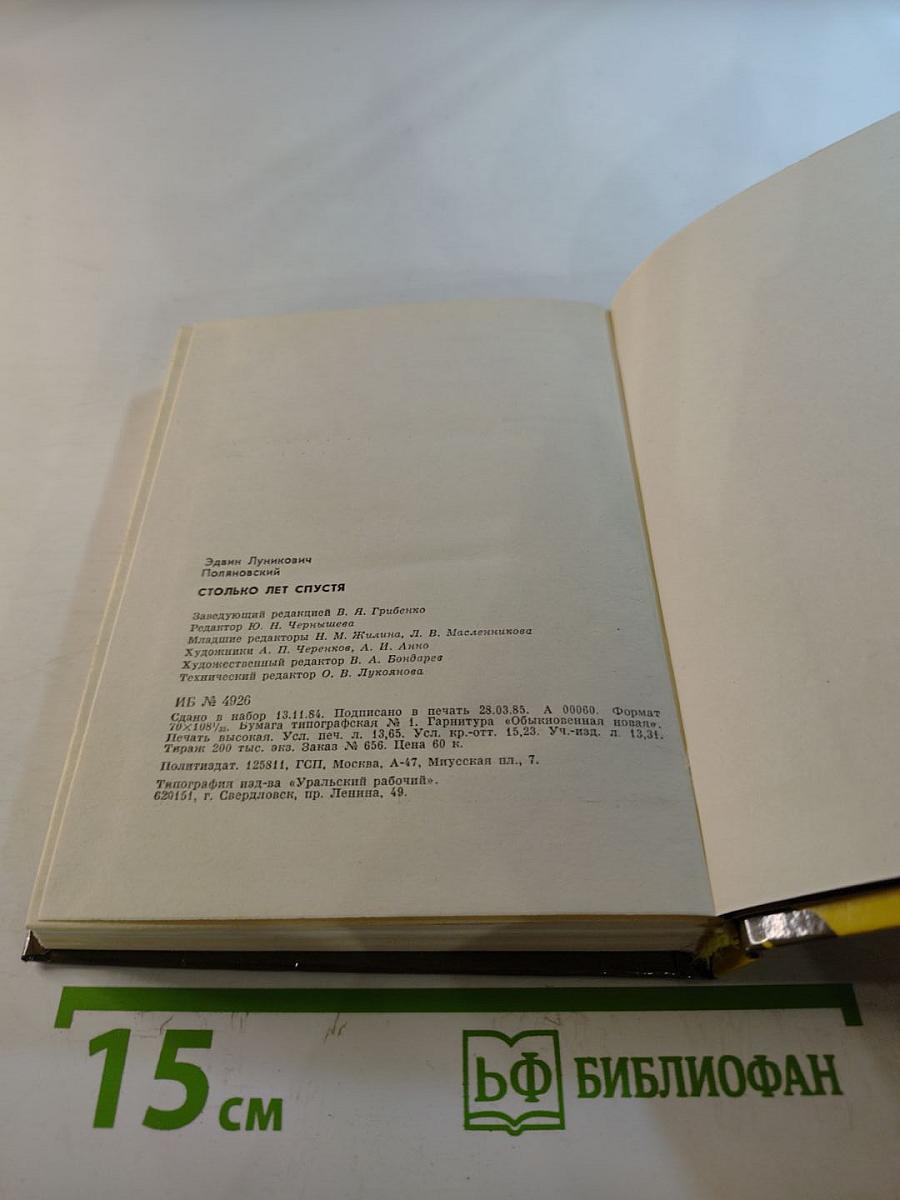 Эдвин Луникович
Поляновский
СТОЛЬКО ЛЕТ СПУСТЯ
Заведующий редакцией В. Я. Грибенко
Редактор Ю. Н. Чернышева
Младшие редакторы Н. М. Жилина, Л. В. Масленникова
Художники А. П. Черенков, А. И. Анно
Художественный редактор В. А. Бондарев
Технический редактор О. В. Лукоянова
ИБ № 4926
Сдано в набор 13.11.84. Подписано в печать 28.03.85. А 00060. Формат
70×108¹/₃₂. Бумага типографская № 1. Гарнитура «Обыкновенная новая».
Печать высокая. Усл. печ. л. 13,65. Усл. кр.-отт. 15,23. Уч.-изд. л. 13,31.
Тираж 200 тыс. экз. Заказ № 656. Цена 60 к.
Политиздат. 125811, ГСП, Москва, А-47, Миусская пл., 7.
Типография изд-ва «Уральский рабочий».
620151, г. Свердловск, пр. Ленина, 49.
15 см
БФ БИБЛИОФАН